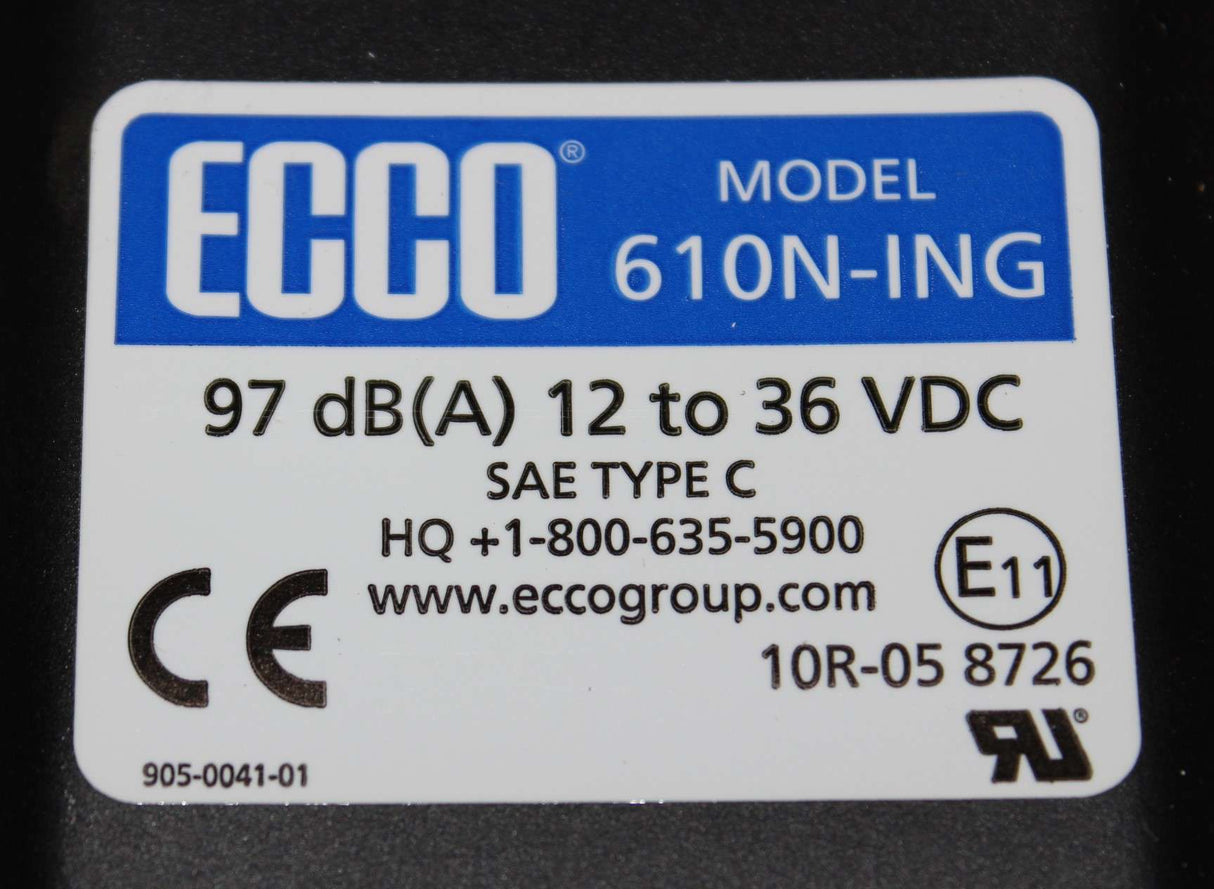 ECCO®
MODEL
610N-ING
97 dB(A) 12 to 36 VDC
SAE TYPE C
HQ +1-800-635-5900
www.eccogroup.com
E11
CE
10R-05 8726
RU®
905-0041-01